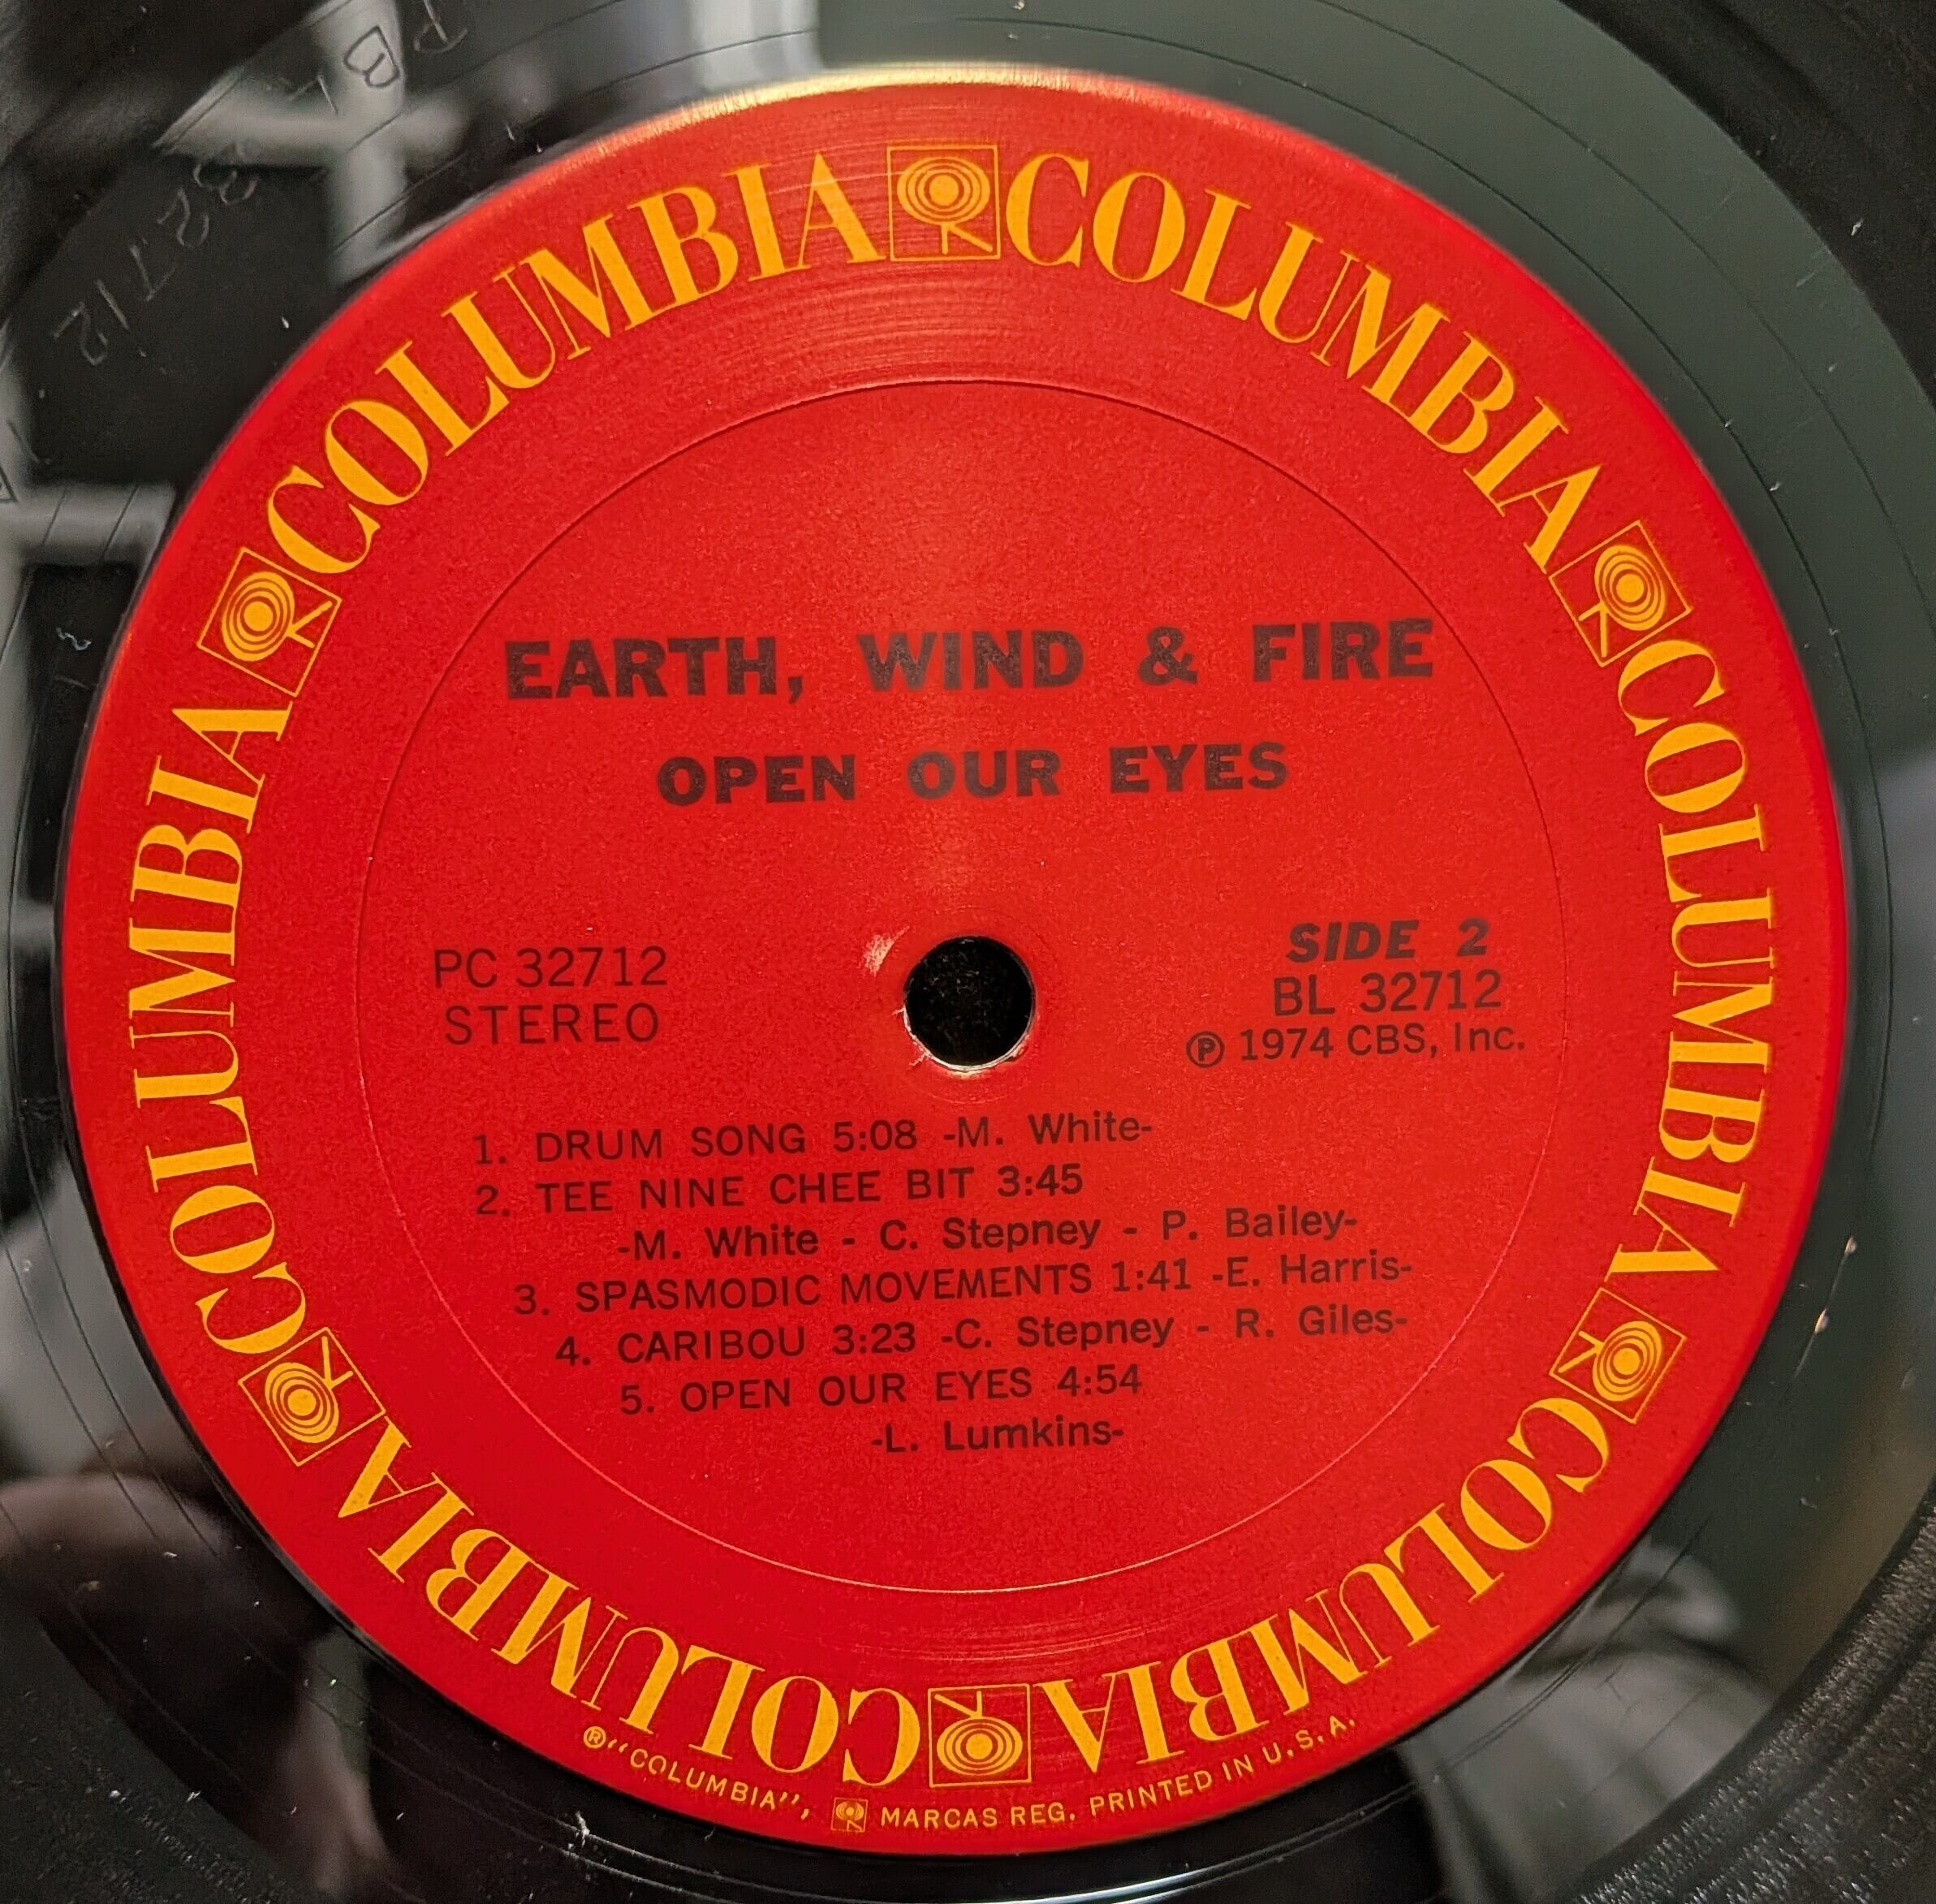 COLUMBIA COLUMBIA COLUMBIA COLUMBIA COLUMBIA COLUMBIA
EARTH, WIND & FIRE
OPEN OUR EYES
PC 32712
STEREO
SIDE 2
BL 32712
Ⓟ 1974 CBS, Inc.
1. DRUM SONG 5:08 -M. White-
2. TEE NINE CHEE BIT 3:45
-M. White - C. Stepney - P. Bailey-
3. SPASMODIC MOVEMENTS 1:41 -E. Harris-
4. CARIBOU 3:23 -C. Stepney - R. Giles-
5. OPEN OUR EYES 4:54
-L. Lumkins-
®"COLUMBIA", MARCAS REG. PRINTED IN U.S.A.
32712